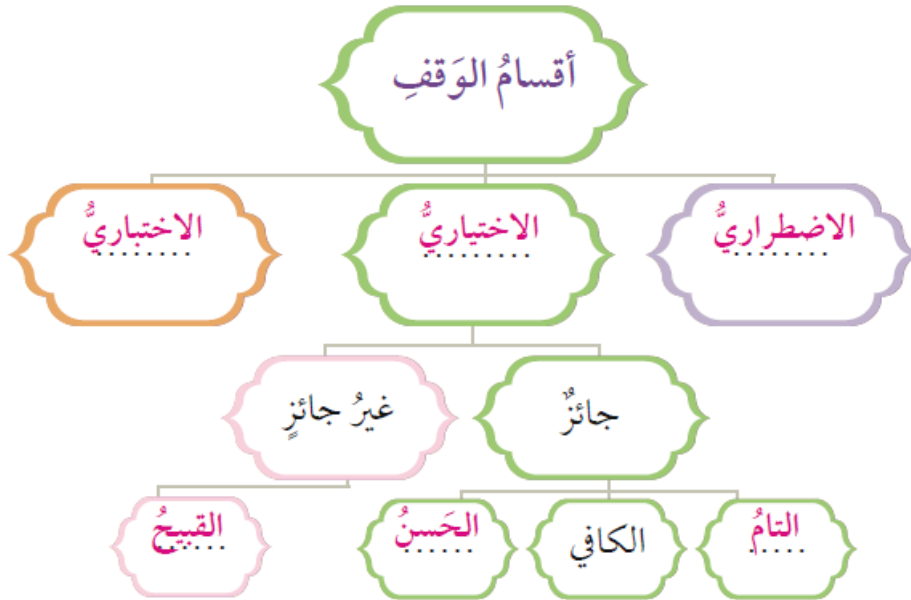 أقسامُ الوَقفِ
الاضطراريُّ
الاختياريُّ
الاختباريُّ
جائزٌ
غيرُ جائزٍ
التامُ
الكافي
الحَسنُ
القبيحُ